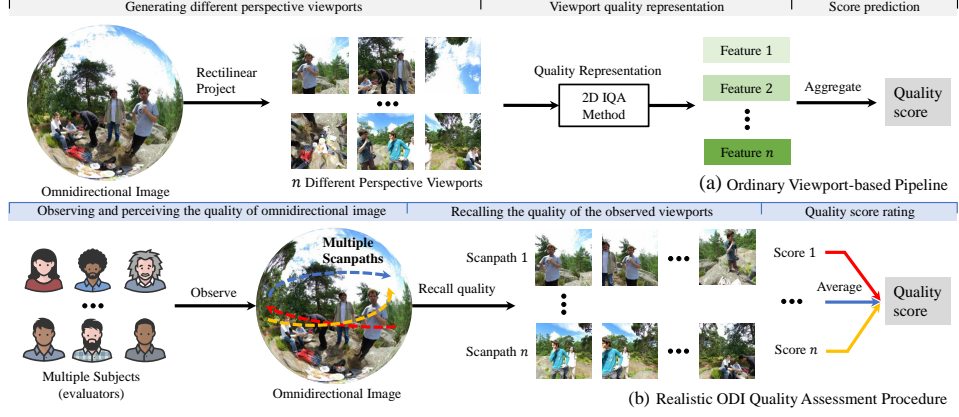 Generating different perspective viewports
Viewport quality representation
Score prediction
Rectilinear
Project
Omnidirectional Image
•••
n Different Perspective Viewports
Quality Representation
2D IQA
Method
Feature 1
Feature 2
Feature n
Aggregate
Quality
score
(a) Ordinary Viewport-based Pipeline
Observing and perceiving the quality of omnidirectional image
Recalling the quality of the observed viewports
Quality score rating
•••
Multiple Subjects
(evaluators)
Observe
Multiple
Scanpaths
Omnidirectional Image
Recall quality
Scanpath 1
•••
Scanpath n
•••
Score 1
•••
Average
Score n
Quality
score
(b) Realistic ODI Quality Assessment Procedure